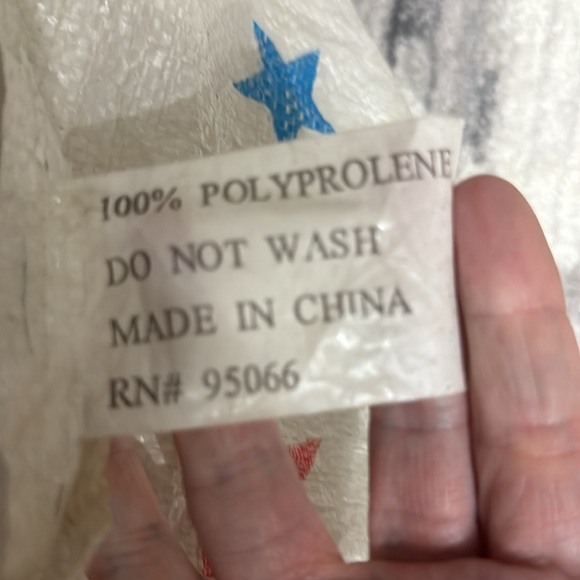 100% POLYPROLENE
DO NOT WASH
MADE IN CHINA
RN# 95066